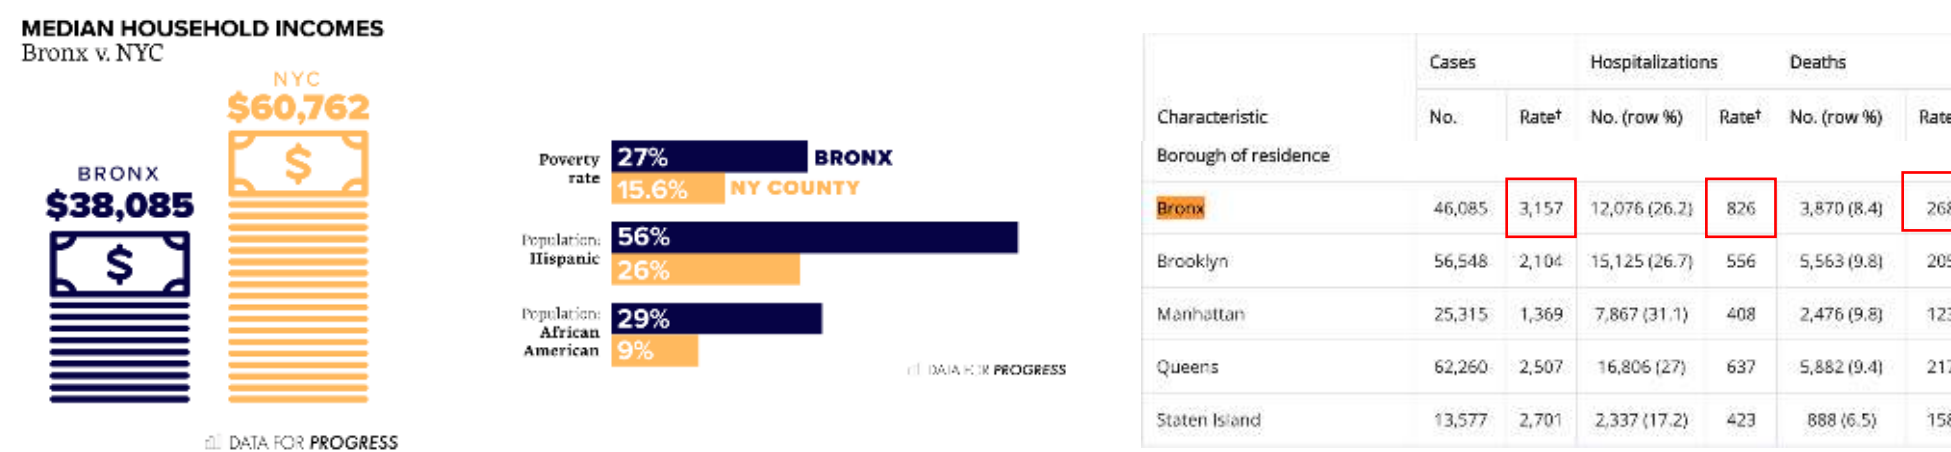 MEDIAN HOUSEHOLD INCOMES
Bronx v. NYC
NYC
$60,762
BRONX
$38,085
$
$
DATA FOR PROGRESS
Poverty rate
27%
BRONX
15.6%
NY COUNTY
Population:
Hispanic
56%
26%
Population:
African
American
29%
9%
DATA FOR PROGRESS
Cases Hospitalizations Deaths
Characteristic No. Rate† No. (row %) Rate† No. (row %) Rate
Borough of residence
Bronx 46,085 3,157 12,076 (26.2) 826 3,870 (8.4) 268
Brooklyn 56,548 2,104 15,125 (26.7) 556 5,563 (9.8) 205
Manhattan 25,315 1,369 7,867 (31.1) 408 2,476 (9.8) 123
Queens 62,260 2,507 16,806 (27) 637 5,882 (9.4) 217
Staten Island 13,577 2,701 2,337 (17.2) 423 888 (6.5) 158